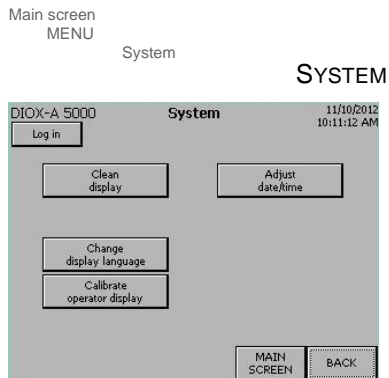 Main screen
MENU
System
SYSTEM
DIOX-A 5000 System 11/10/2012
10:11:12 AM
Log in
Clean
display
Adjust
date/time
Change
display language
Calibrate
operator display
MAIN
SCREEN
BACK